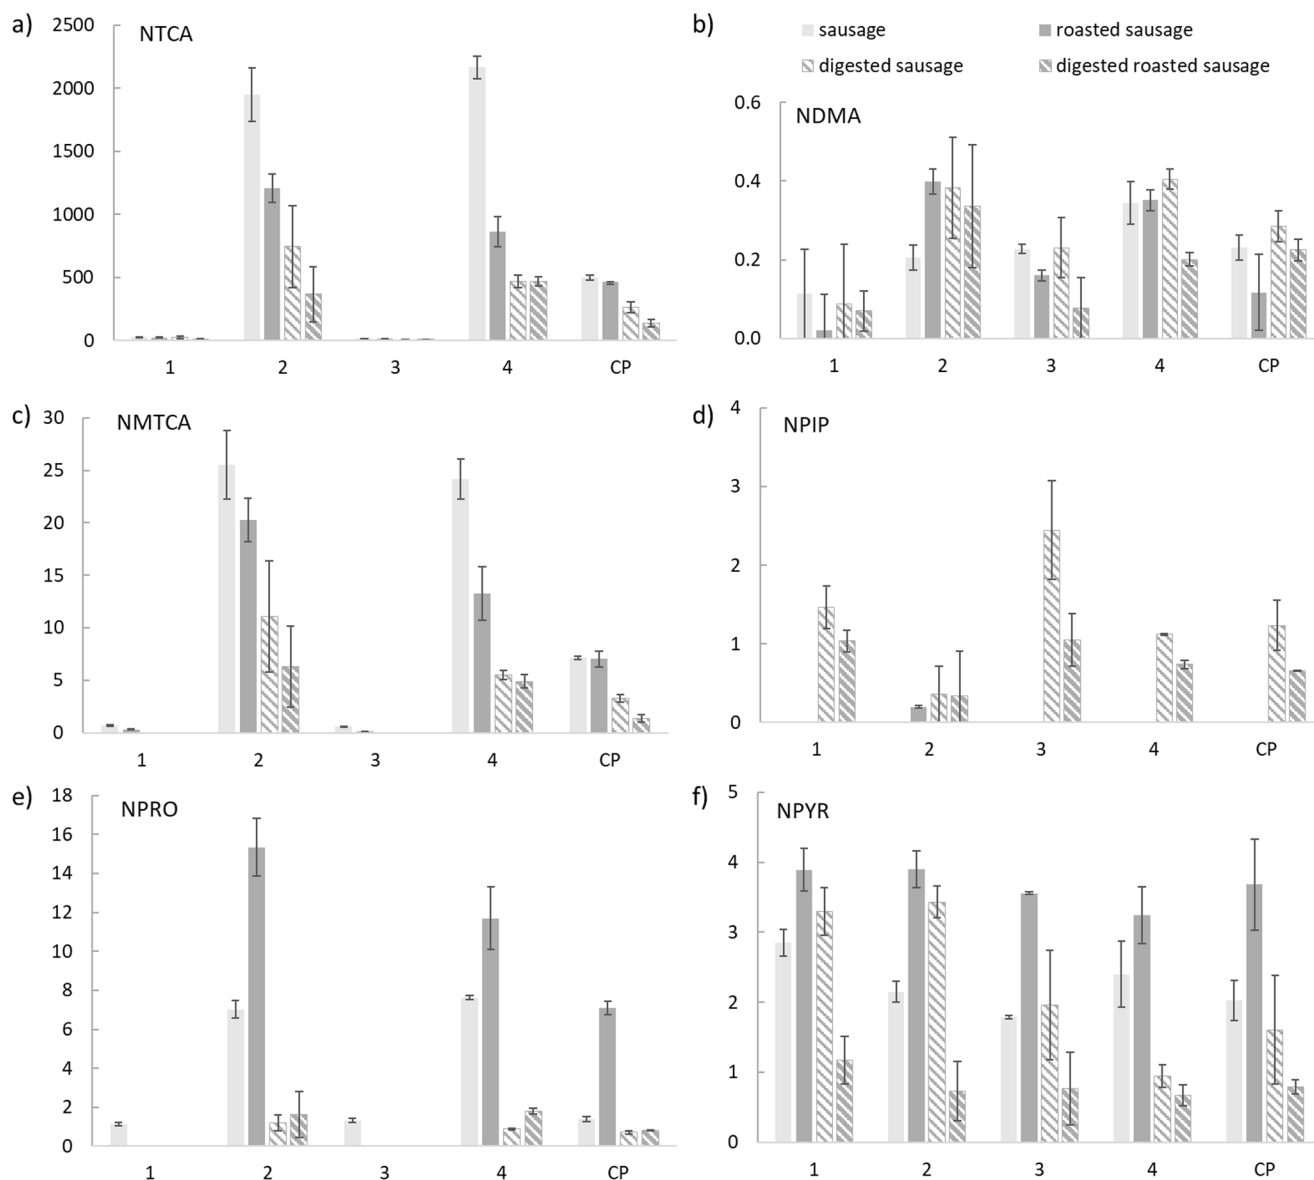 a) NTCA
2500
2000
1500
1000
500
0
1 2 3 4 CP
b) sausage roasted sausage
digested sausage digested roasted sausage
NDMA
0.6
0.4
0.2
0.0
1 2 3 4 CP
c) NMTCA
30
25
20
15
10
5
0
1 2 3 4 CP
d) NPIP
4
3
2
1
0
1 2 3 4 CP
e) NPRO
18
16
14
12
10
8
6
4
2
0
1 2 3 4 CP
f) NPYR
5
4
3
2
1
0
1 2 3 4 CP